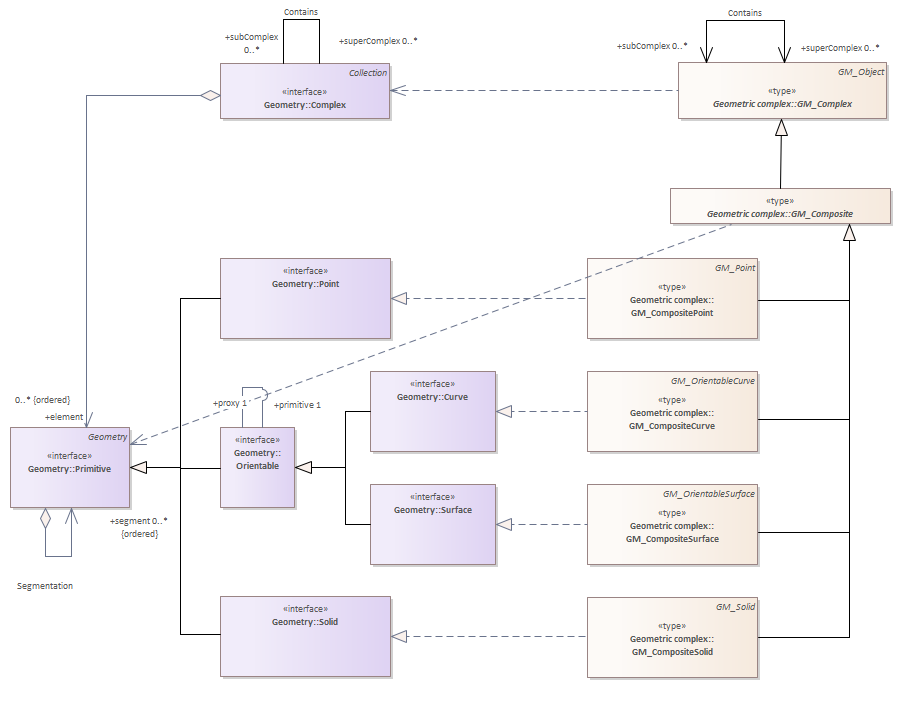 Contains
+subComplex
0..*
+superComplex 0..*
Collection
«interface»
Geometry::Complex
Contains
+subComplex 0..*
+superComplex 0..*
GM_Object
«type»
Geometric complex::GM_Complex
«type»
Geometric complex::GM_Composite
«interface»
Geometry::Point
GM_Point
«type»
Geometric complex::
GM_CompositePoint
«interface»
Geometry::Curve
GM_OrientableCurve
«type»
Geometric complex::
GM_CompositeCurve
0..* {ordered}
+element
+proxy 1
+primitive 1
Geometry
«interface»
Geometry::Primitive
«interface»
Geometry::
Orientable
«interface»
Geometry::Surface
GM_OrientableSurface
«type»
Geometric complex::
GM_CompositeSurface
+segment 0..*
{ordered}
Segmentation
«interface»
Geometry::Solid
GM_Solid
«type»
Geometric complex::
GM_CompositeSolid